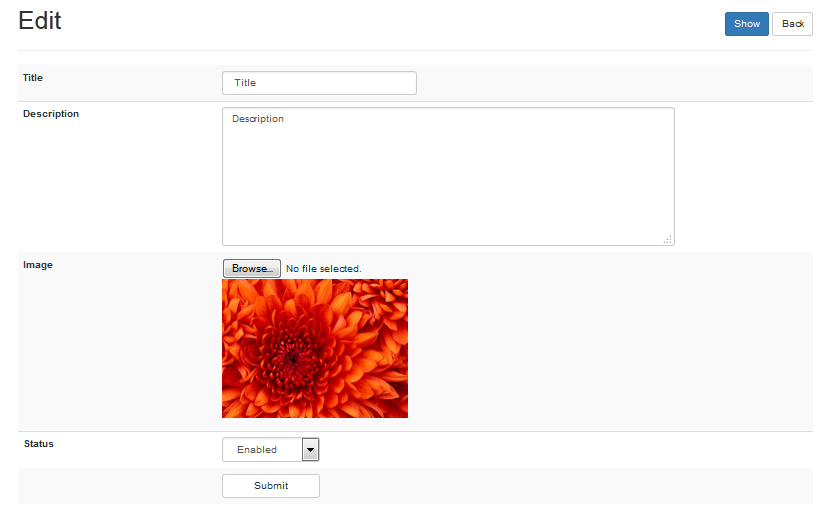 Edit
Show Back
Title Title
Description Description
Image Browse... No file selected.
Status Enabled
Submit